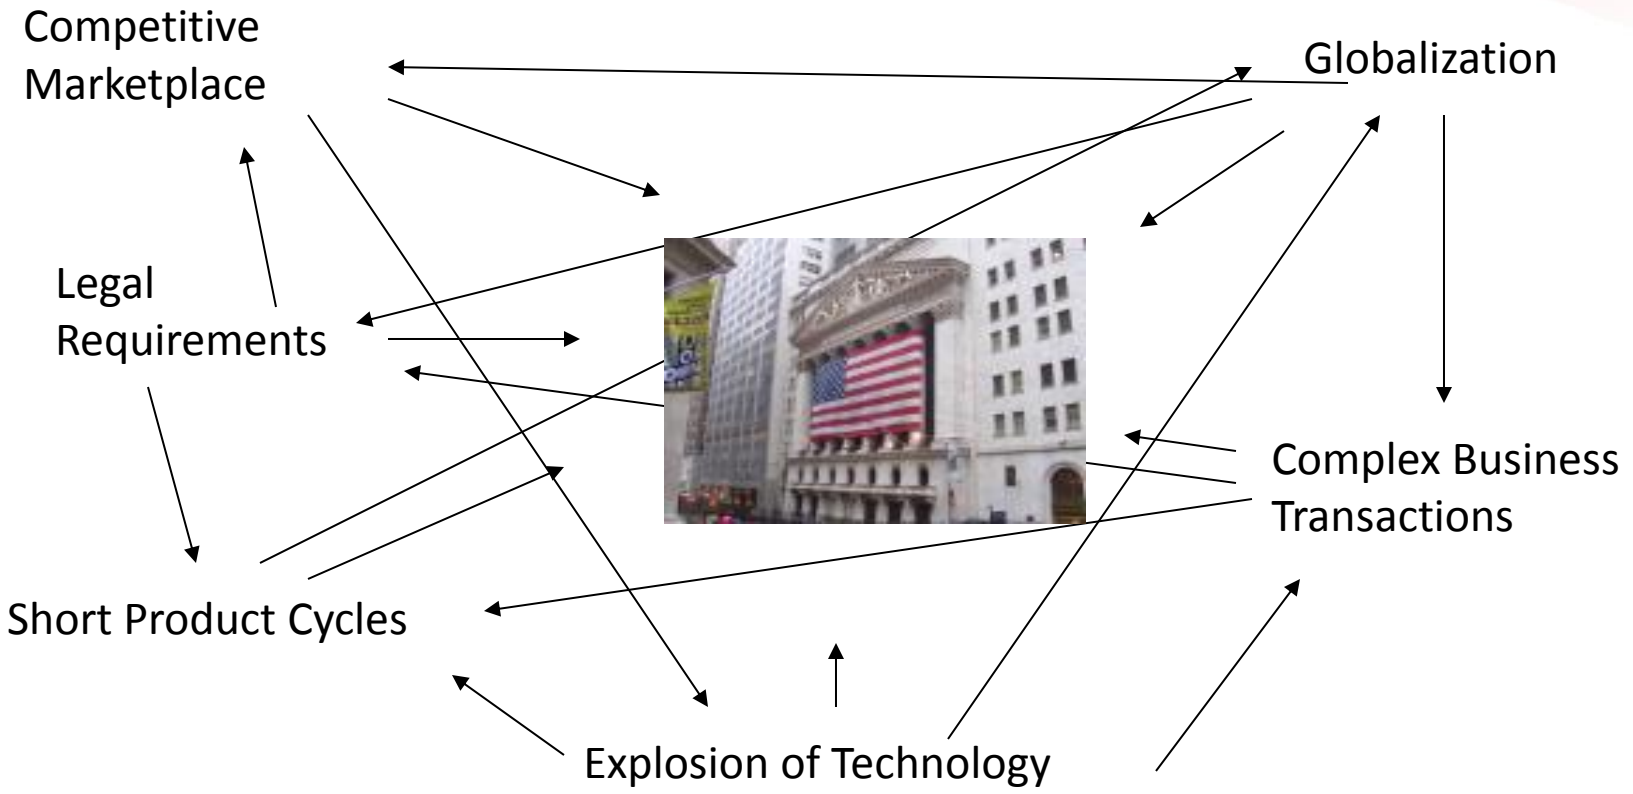 Competitive
Marketplace
Globalization
Legal
Requirements
Complex Business
Transactions
Short Product Cycles
Explosion of Technology